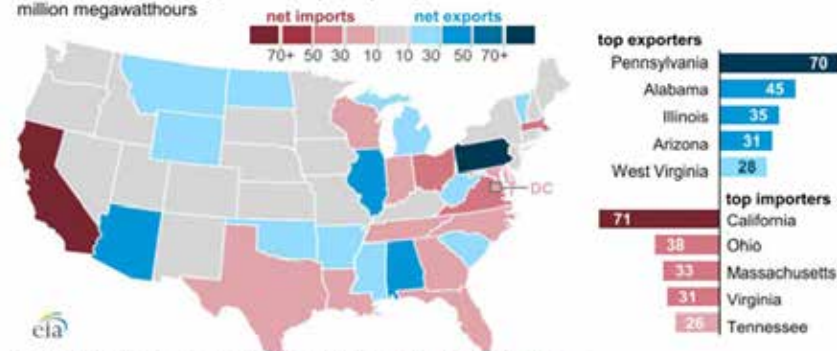 million megawatthours
net imports net exports
70+ 50 30 10 10 30 50 70+
DC
eia
top exporters
Pennsylvania 70
Alabama 45
Illinois 35
Arizona 31
West Virginia 28
top importers
71 California
38 Ohio
33 Massachusetts
31 Virginia
26 Tennessee